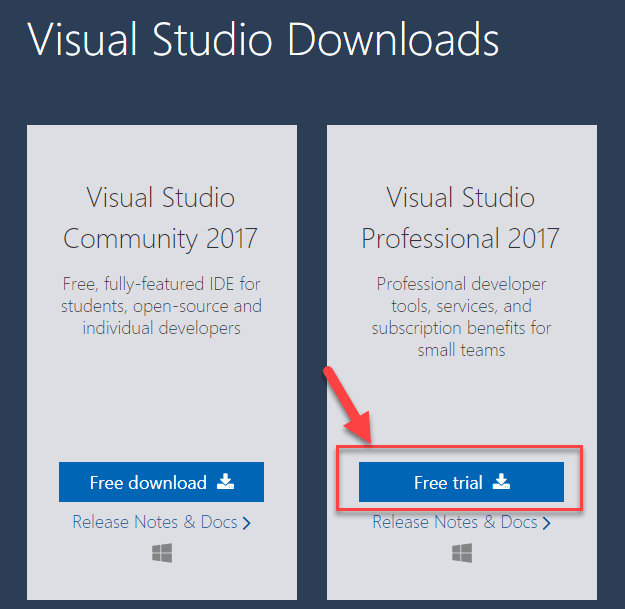 Visual Studio Downloads
Visual Studio
Community 2017
Free, fully-featured IDE for
students, open-source and
individual developers
Free download
Release Notes & Docs
Visual Studio
Professional 2017
Professional developer
tools, services, and
subscription benefits for
small teams
Free trial
Release Notes & Docs